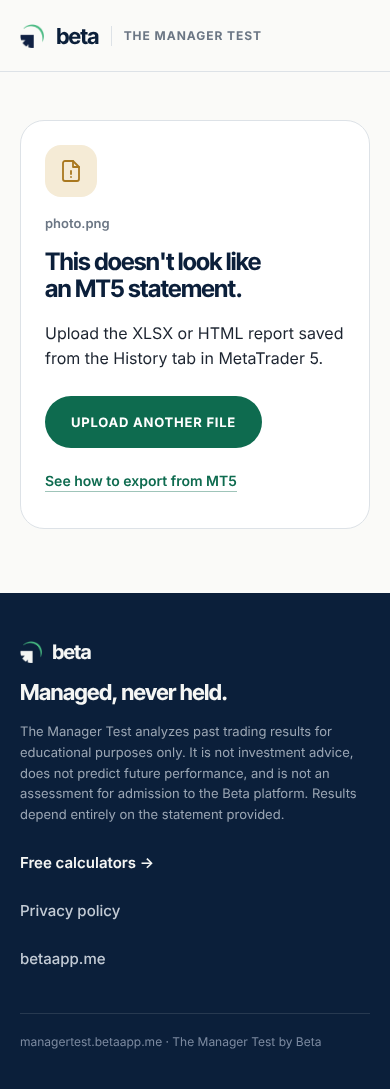 beta
THE MANAGER TEST
photo.png
This doesn't look like
an MT5 statement.
Upload the XLSX or HTML report saved
from the History tab in MetaTrader 5.
UPLOAD ANOTHER FILE
See how to export from MT5
beta
Managed, never held.
The Manager Test analyzes past trading results for
educational purposes only. It is not investment advice,
does not predict future performance, and is not an
assessment for admission to the Beta platform. Results
depend entirely on the statement provided.
Free calculators →
Privacy policy
betaapp.me
managertest.betaapp.me · The Manager Test by Beta